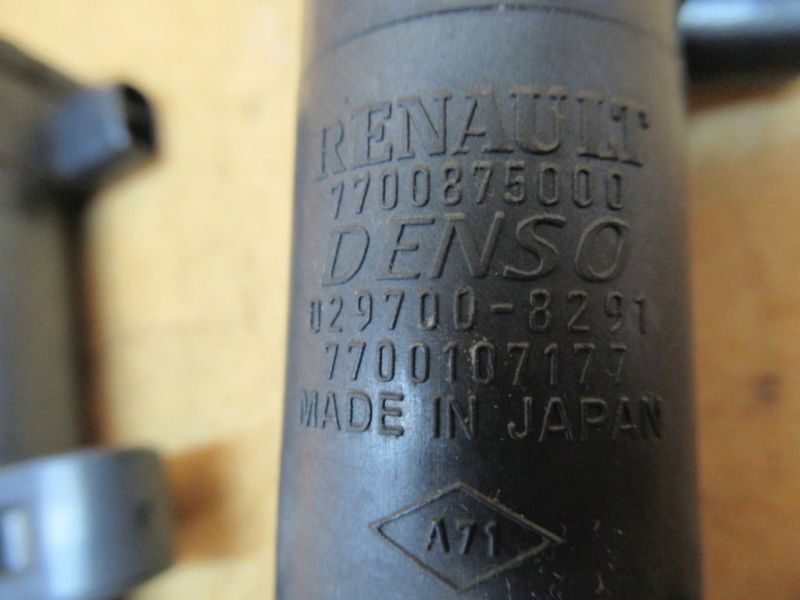 RENAULT
7700875000
DENSO
029700-8291
7700107177
MADE IN JAPAN
A71